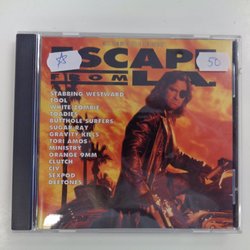 ESCAPE
FROM L.A.
50
STABBING WESTWARD
TOOL
WHITE ZOMBIE
TOADIES
BUTTHOLE SURFERS
SUGAR RAY
GRAVITY KILLS
TORI AMOS
MINISTRY
ORANGE 9MM
CLUTCH
CIV
SEXPOD
DEFTONES